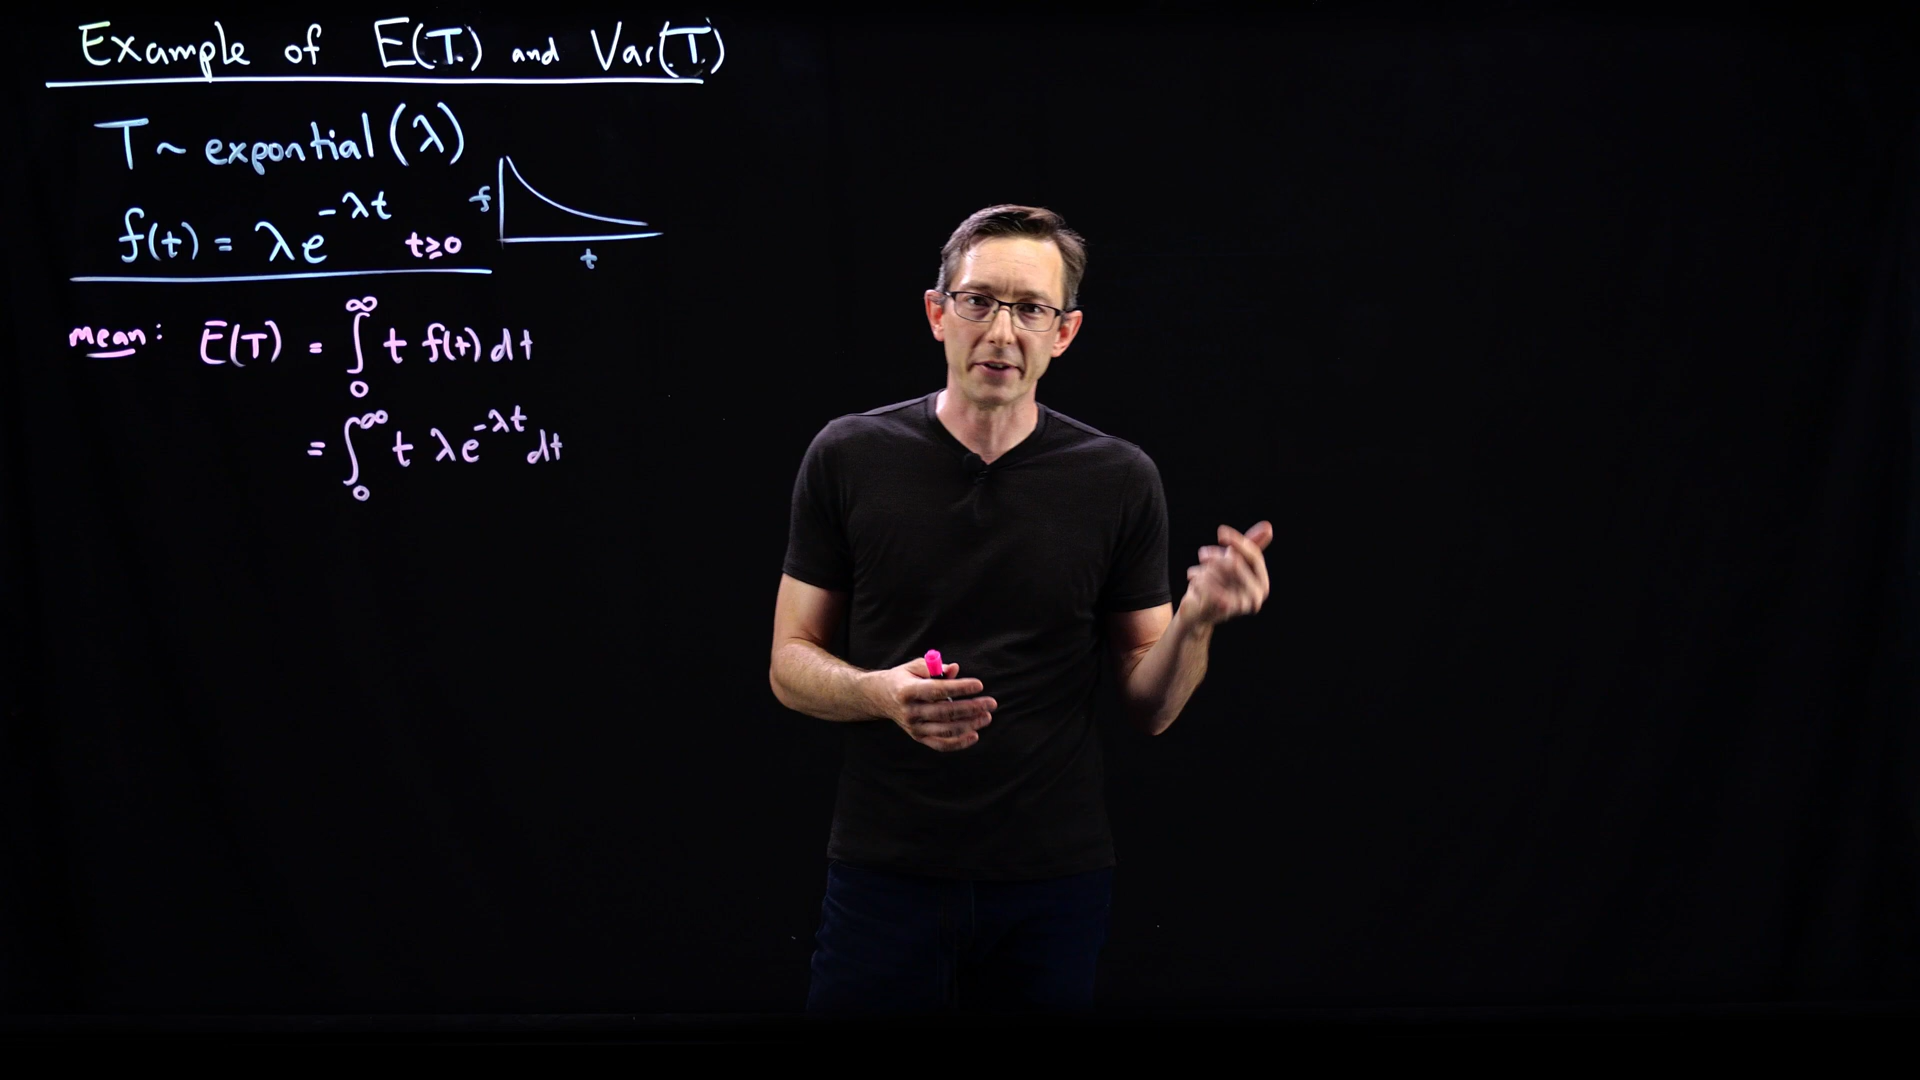 Example of E(T) and Var(T)
T ~ expontial (λ)
f(t) = λe^{-λt} t≥0
f
t
mean: E(T) = ∫_0^∞ t f(t) dt
= ∫_0^∞ t λe^{-λt} dt